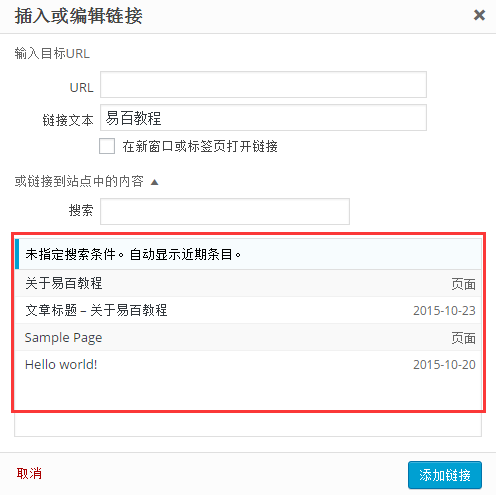 插入或编辑链接
输入目标URL
URL
链接文本 易百教程
在新窗口或标签页打开链接
或链接到站点中的内容 ▲
搜索
未指定搜索条件。自动显示近期条目。
关于易百教程 页面
文章标题 – 关于易百教程 2015-10-23
Sample Page 页面
Hello world! 2015-10-20
取消 添加链接